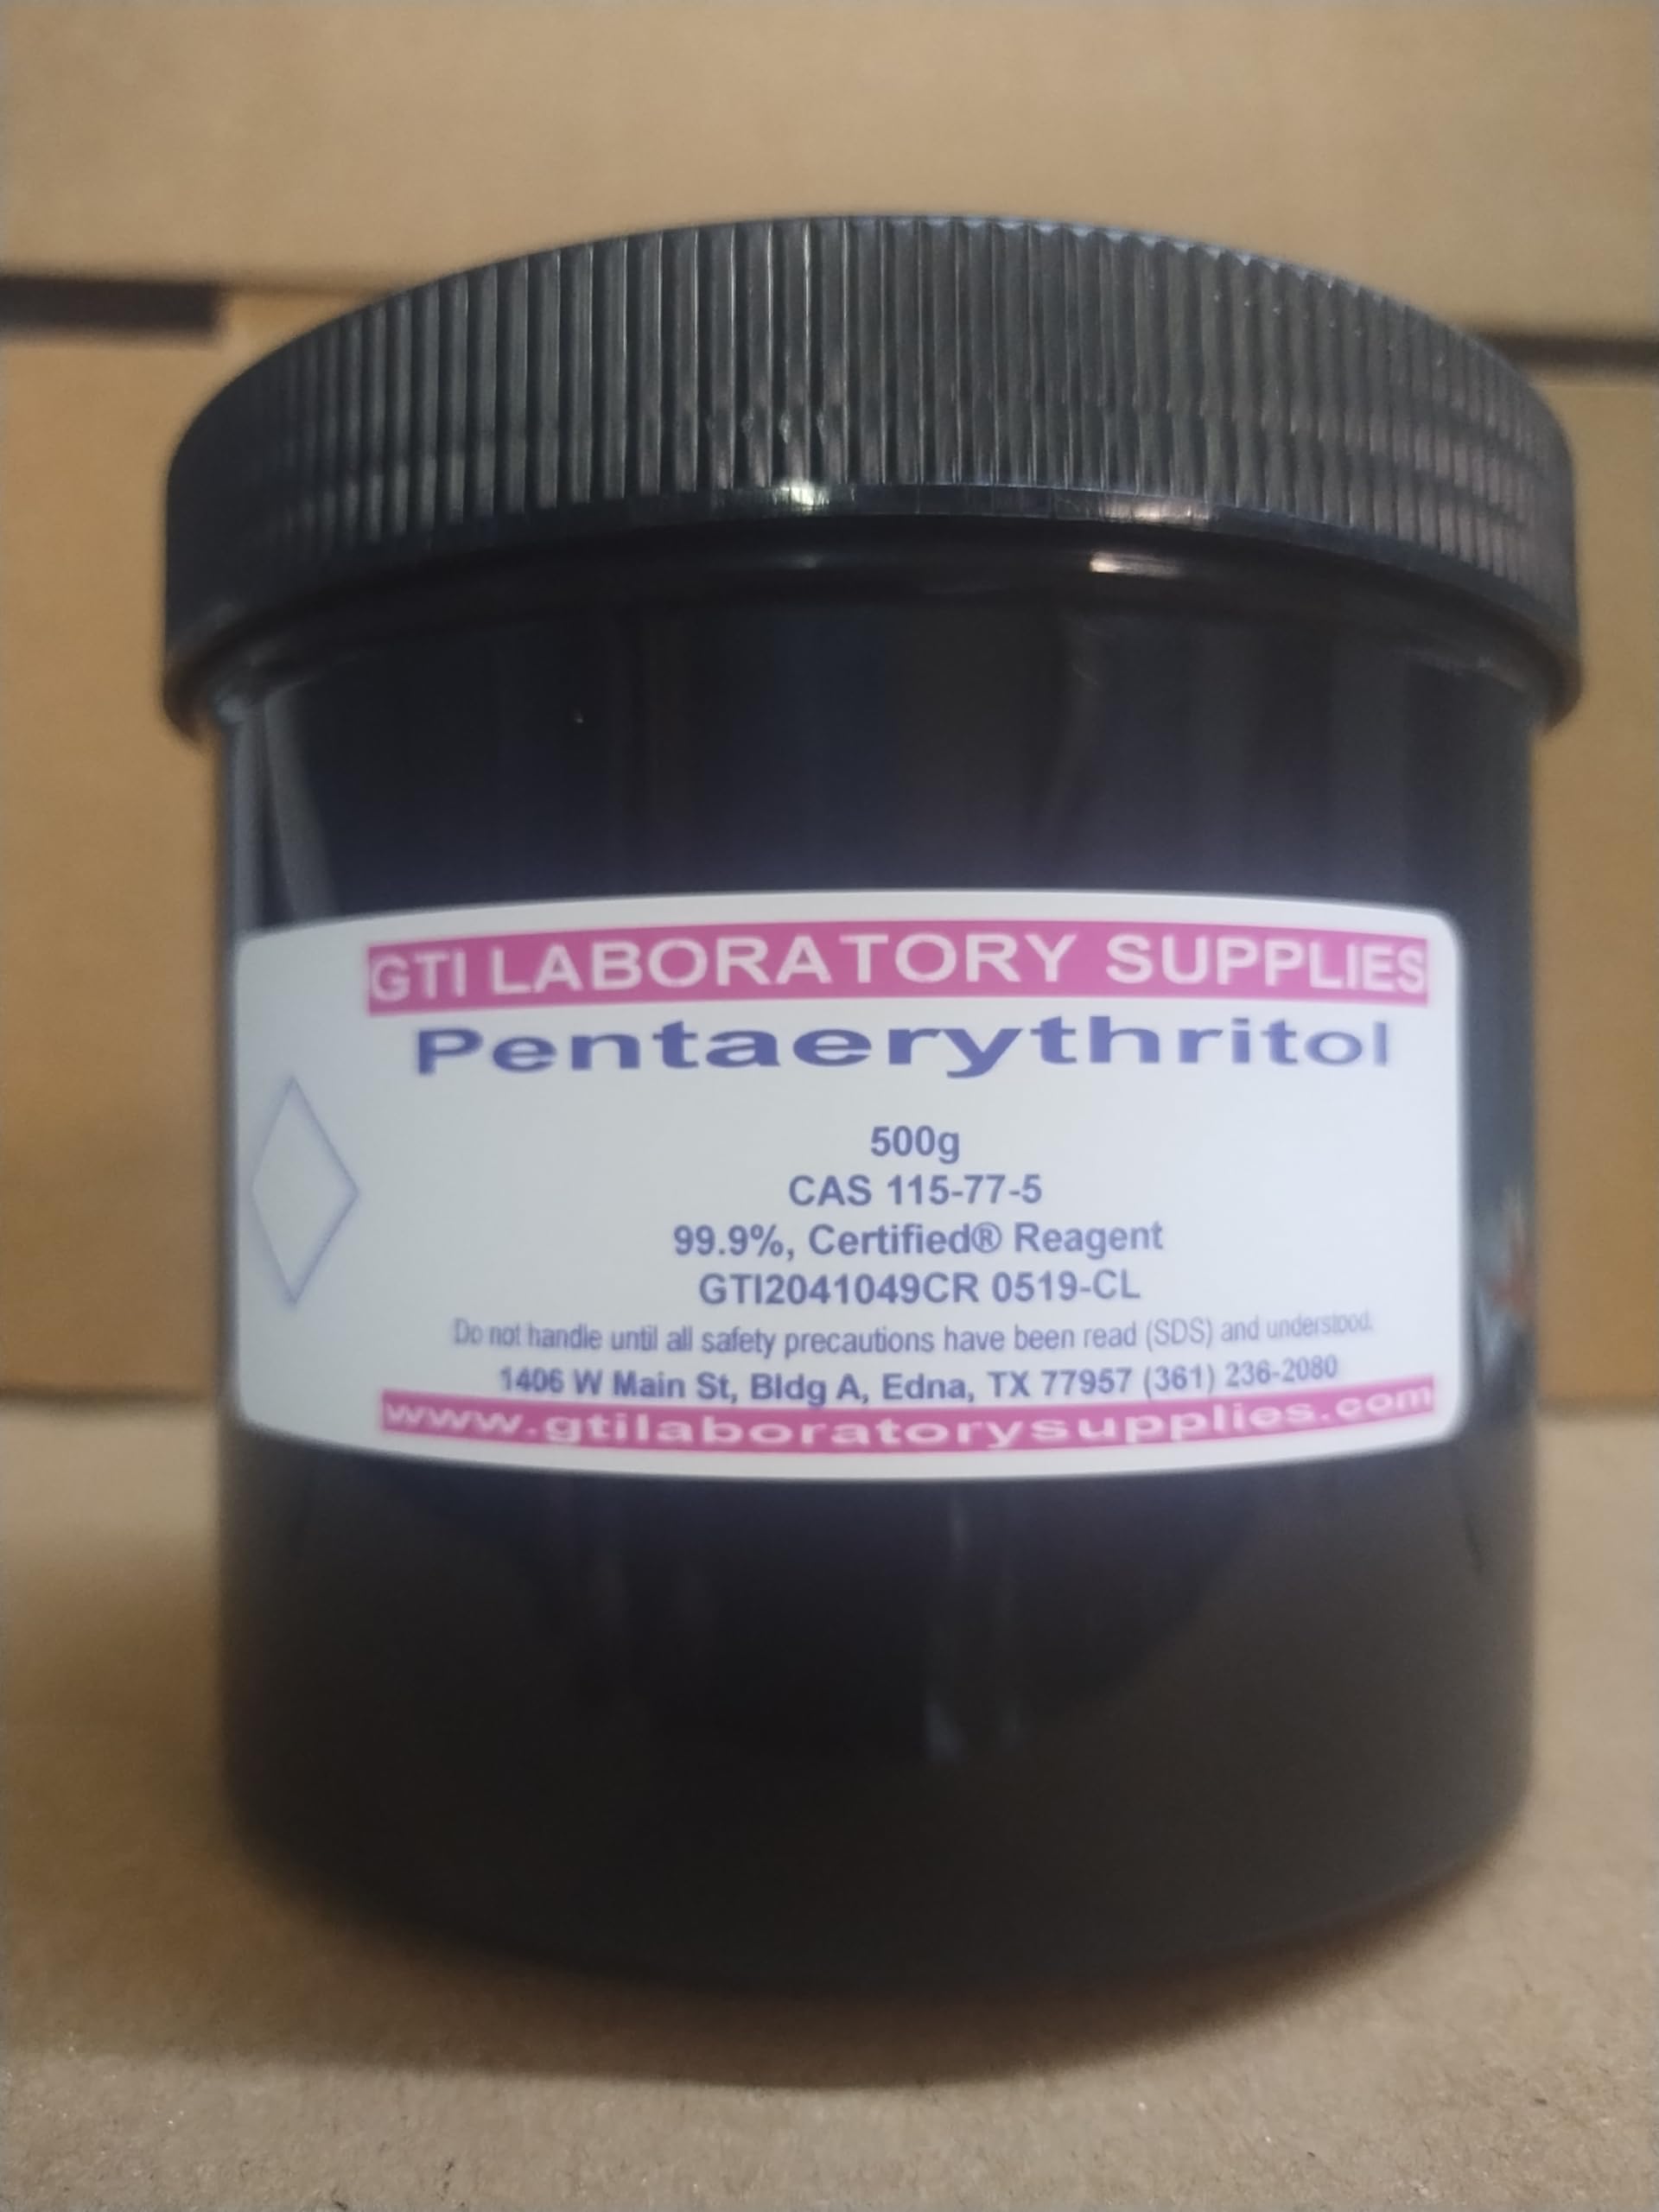 GTI LABORATORY SUPPLIES
Pentaerythritol
500g
CAS 115-77-5
99.9%, Certified® Reagent
GTI2041049CR 0519-CL
Do not handle until all safety precautions have been read (SDS) and understood.
1406 W Main St, Bldg A, Edna, TX 77957 (361) 236-2080
www.gtilaboratorysupplies.com